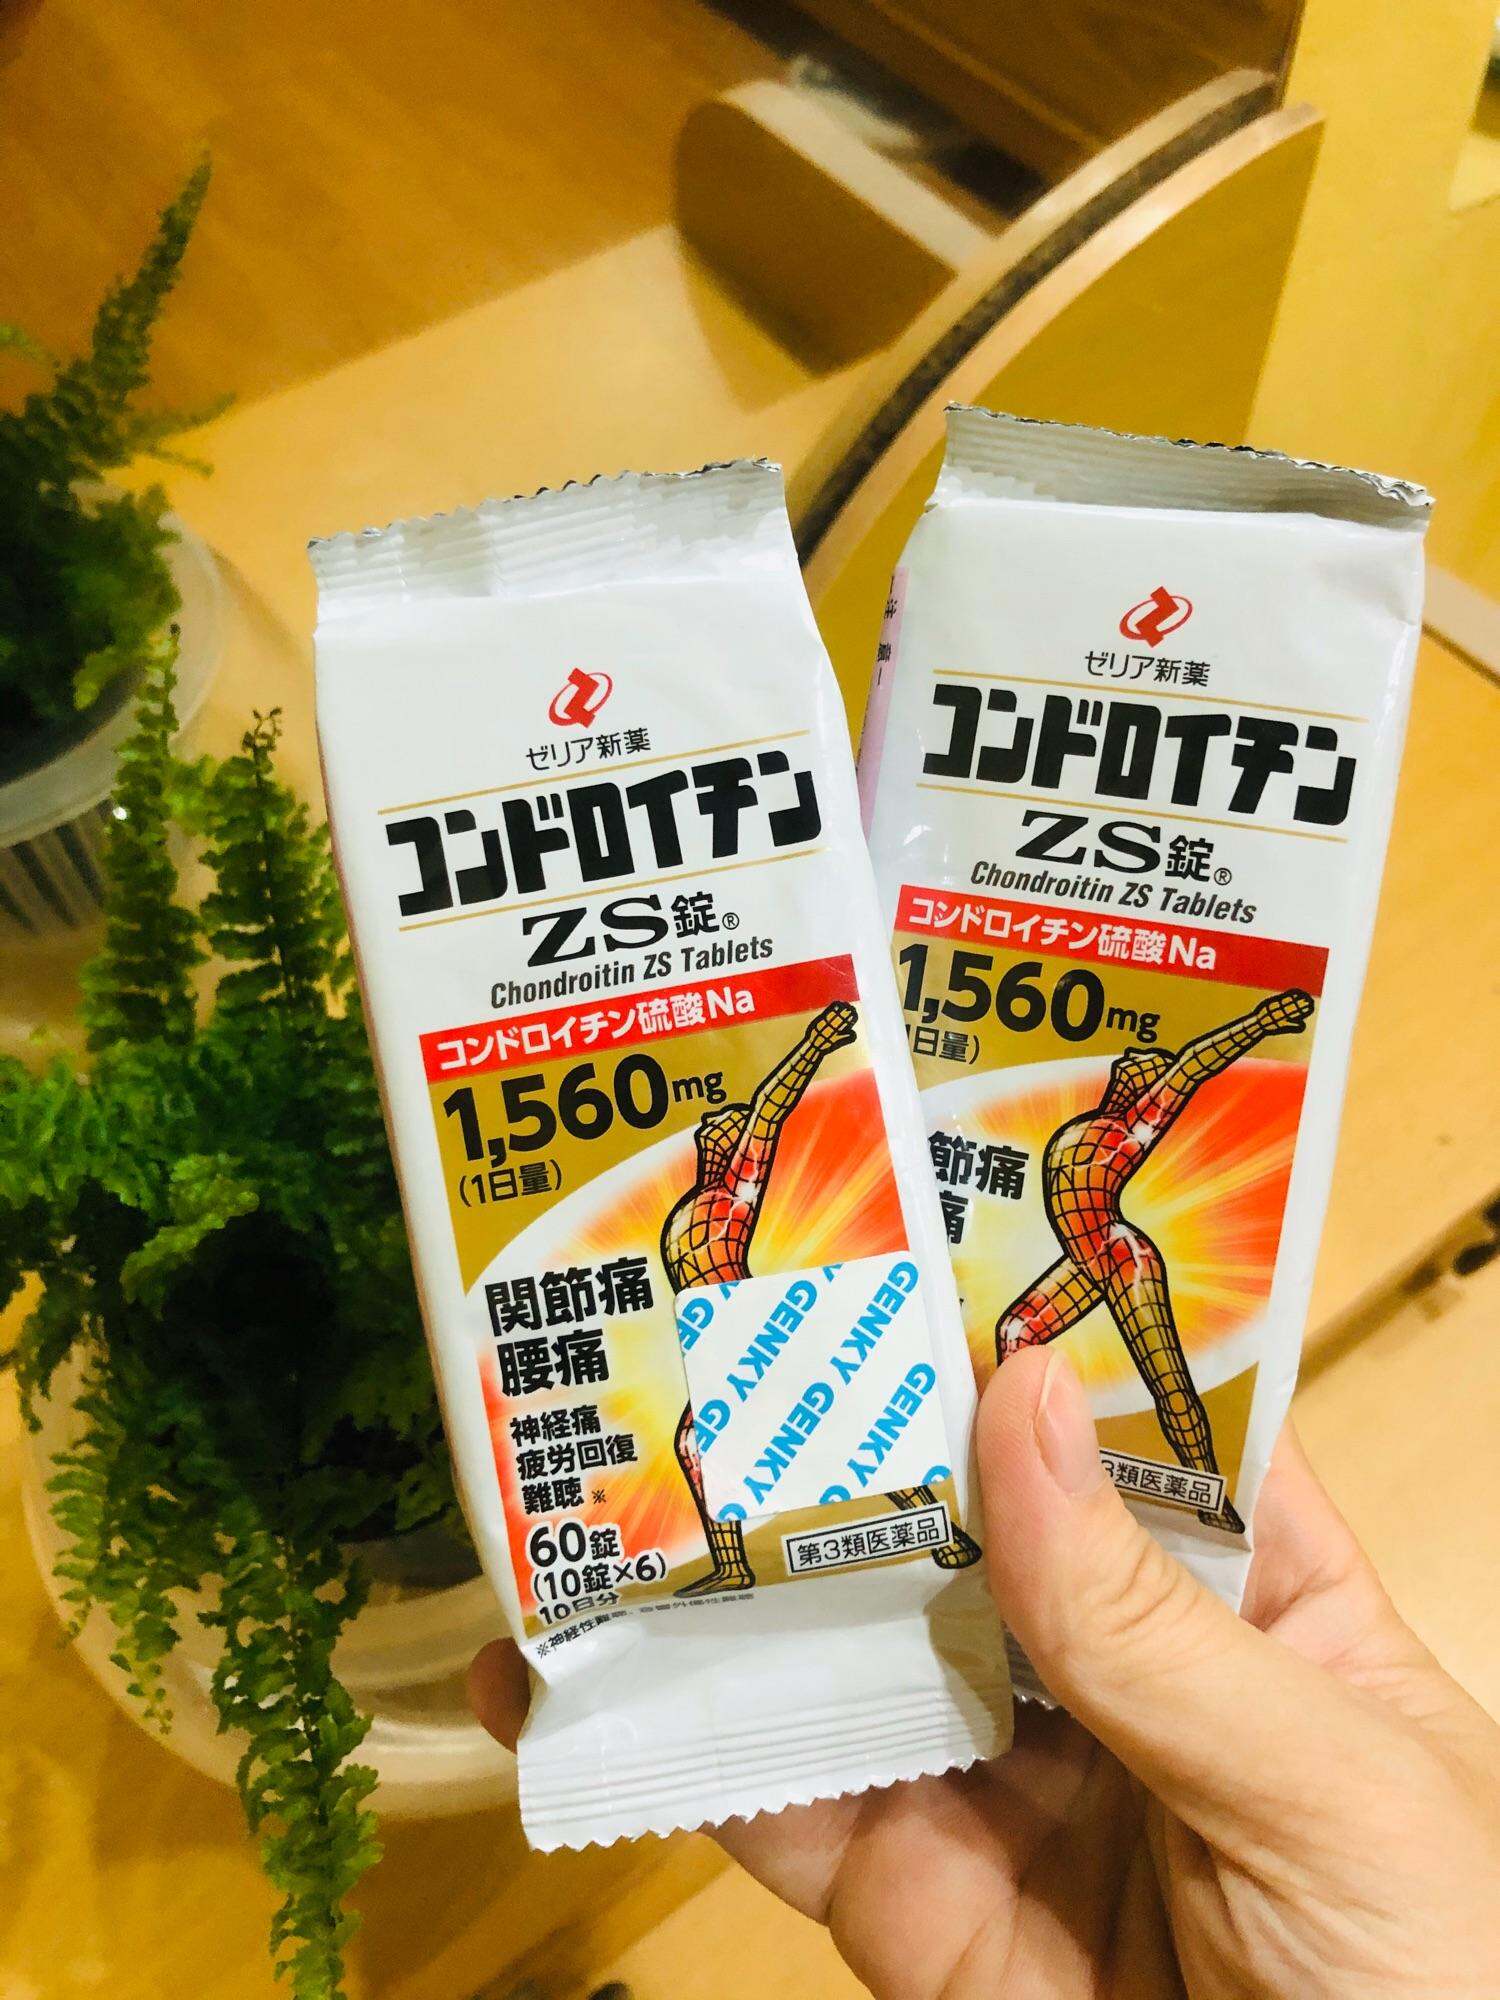 ゼリア新薬
コンドロイチン
ZS錠®
Chondroitin ZS Tablets
コンドロイチン硫酸Na
1,560mg
(1日量)
関節痛
腰痛
神経痛
疲労回復
難聴※
60錠
(10錠×6)
10日分
第3類医薬品
GENKY GENKY GENKY
GENKY GENKY
ゼリア新薬
コンドロイチン
ZS錠®
Chondroitin ZS Tablets
コンドロイチン硫酸Na
1,560mg
1日量)
節痛
痛
3類医薬品